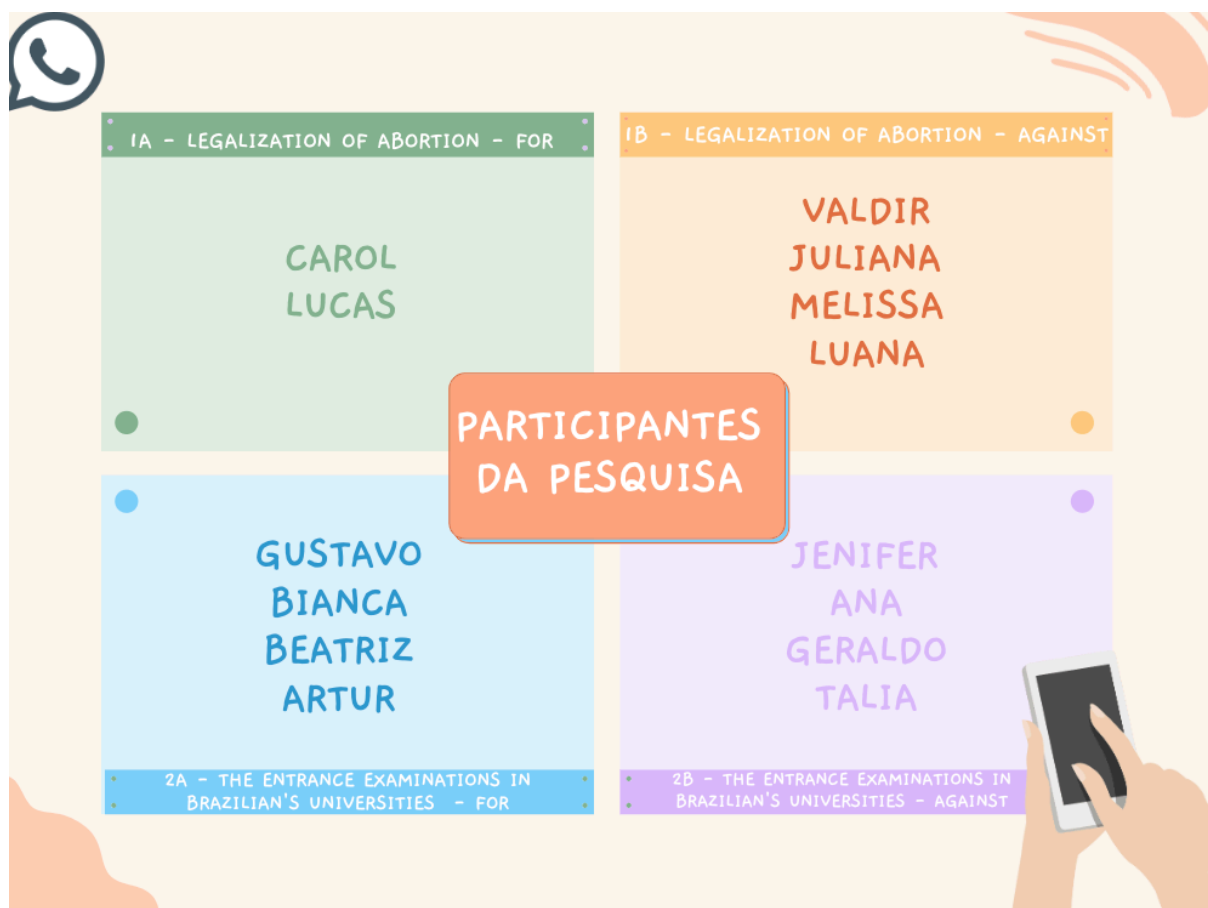 1A - LEGALIZATION OF ABORTION - FOR
CAROL
LUCAS
1B - LEGALIZATION OF ABORTION - AGAINST
VALDIR
JULIANA
MELISSA
LUANA
PARTICIPANTES
DA PESQUISA
GUSTAVO
BIANCA
BEATRIZ
ARTUR
2A - THE ENTRANCE EXAMINATIONS IN
BRAZILIAN'S UNIVERSITIES - FOR
JENIFER
ANA
GERALDO
TALIA
2B - THE ENTRANCE EXAMINATIONS IN
BRAZILIAN'S UNIVERSITIES - AGAINST